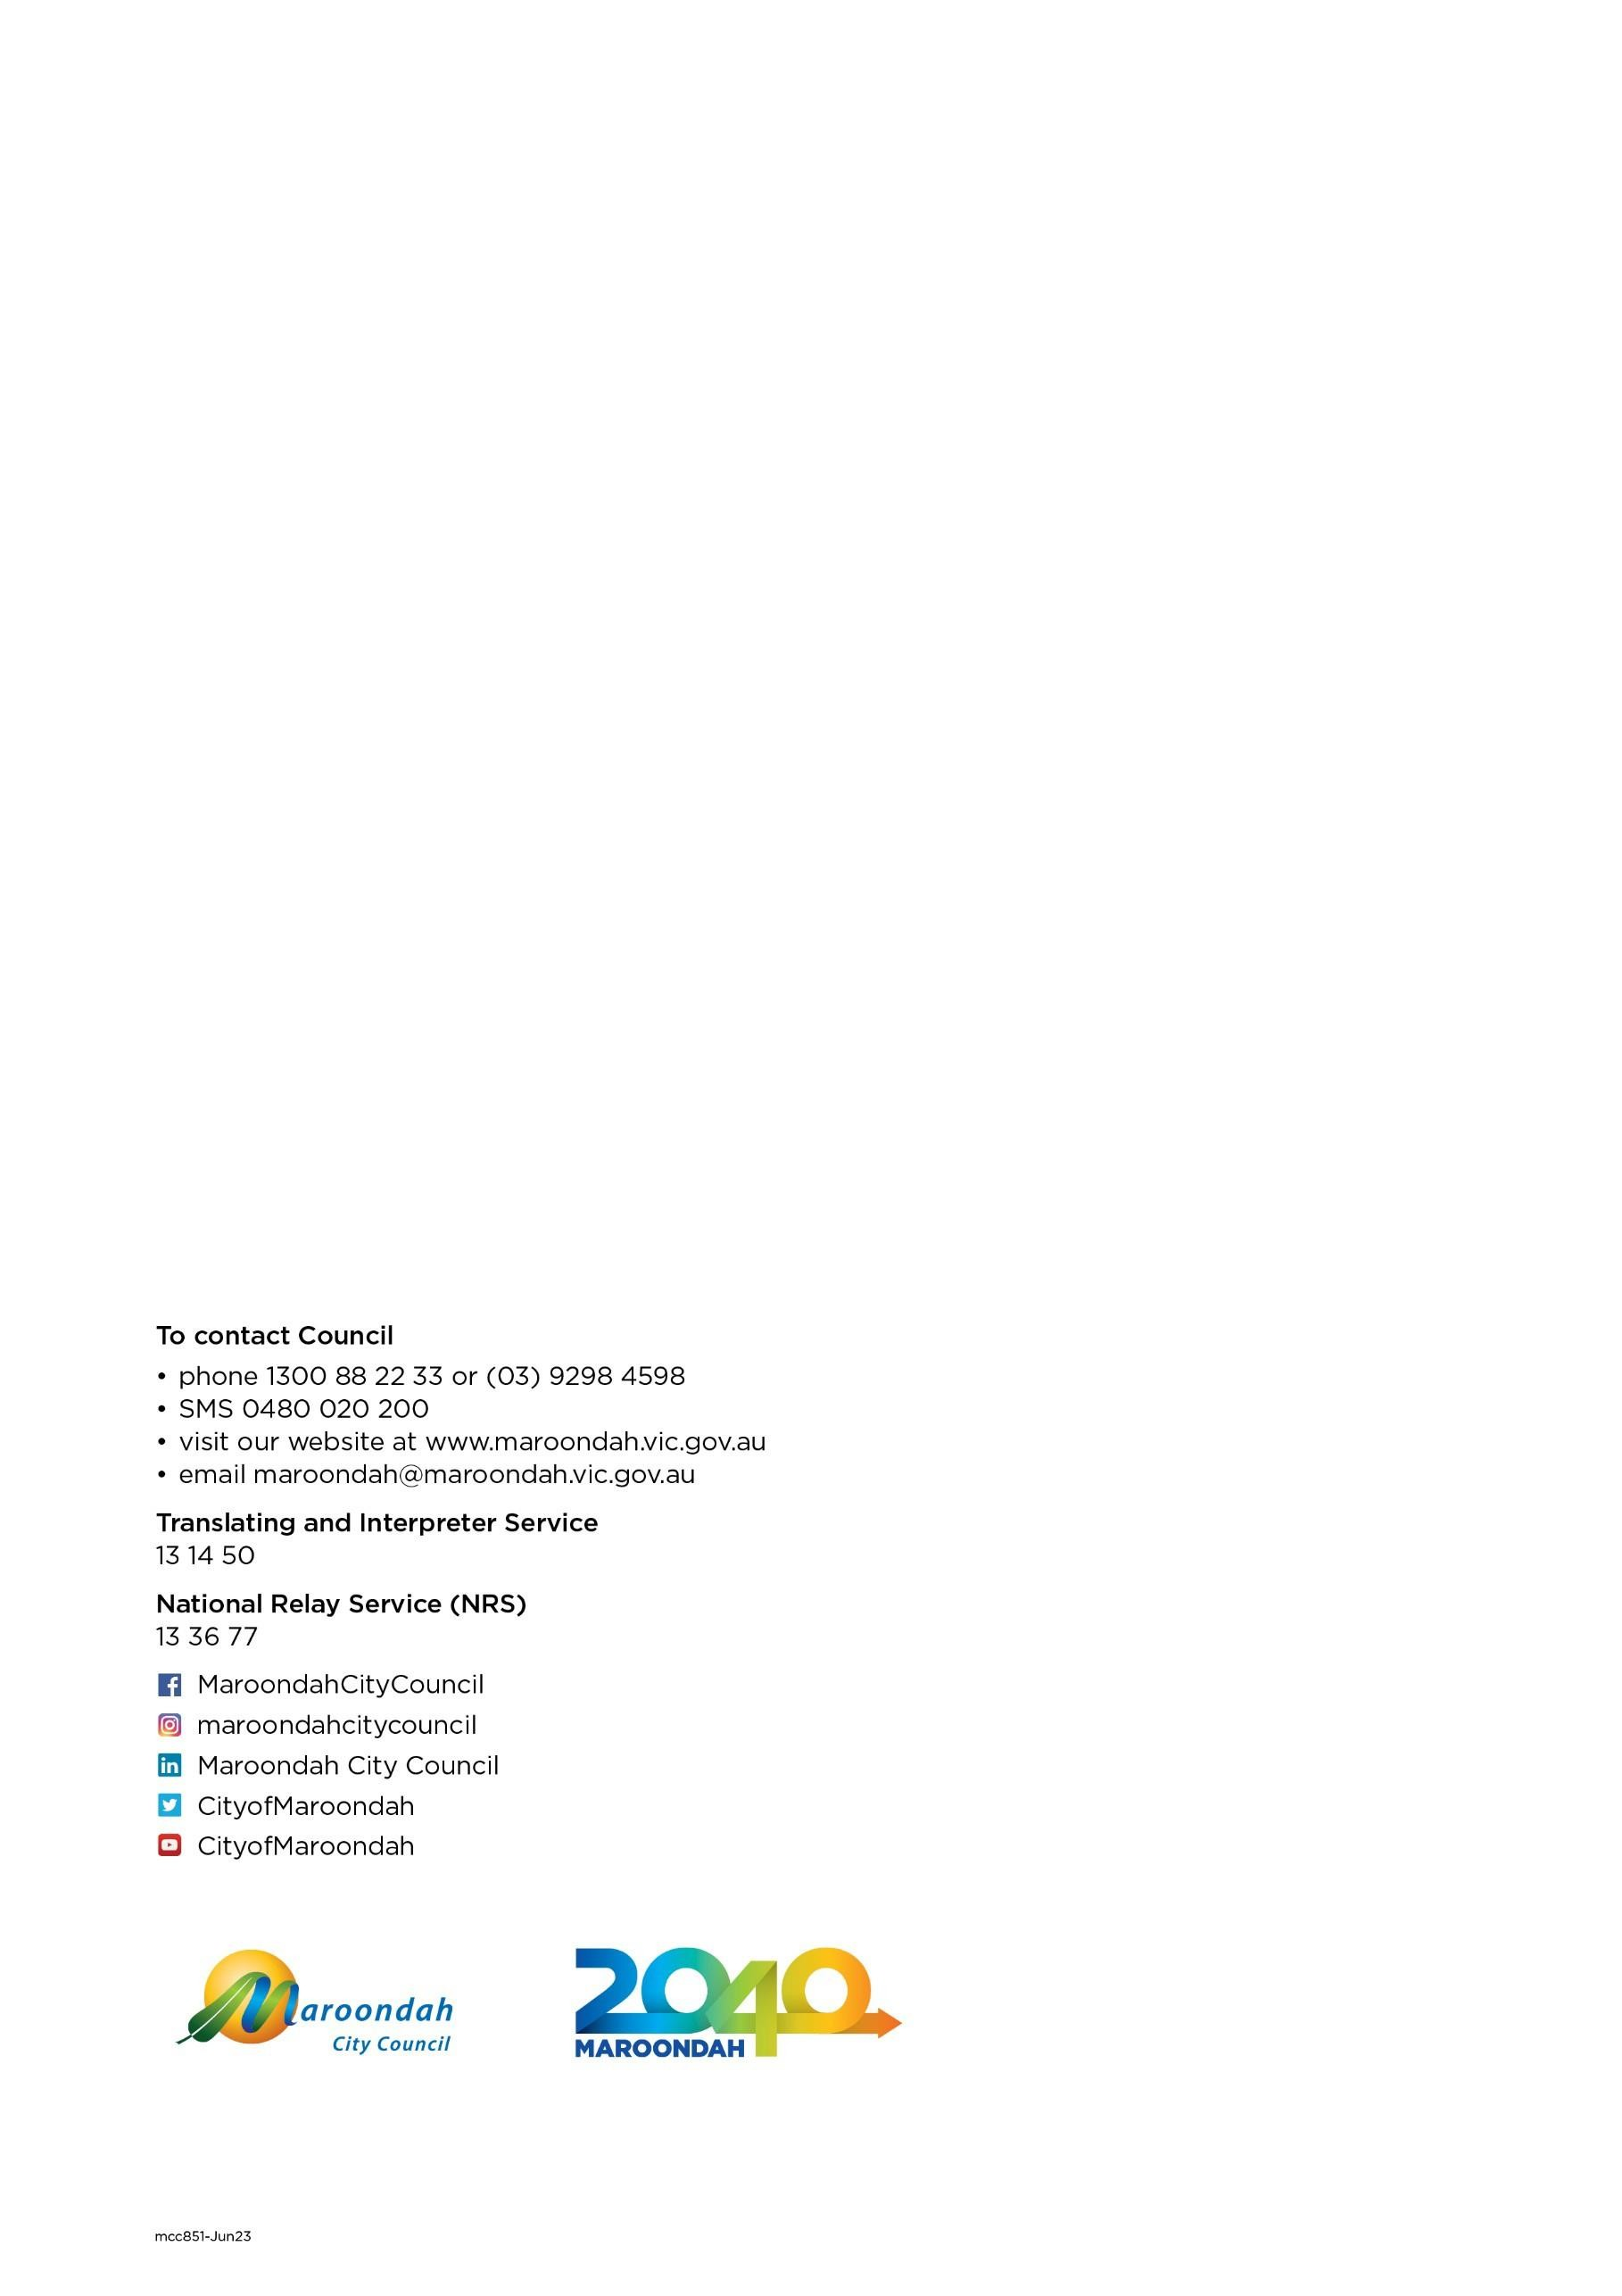 To contact Council
• phone 1300 88 22 33 or (03) 9298 4598
• SMS 0480 020 200
• visit our website at www.maroondah.vic.gov.au
• email maroondah@maroondah.vic.gov.au
Translating and Interpreter Service
13 14 50
National Relay Service (NRS)
13 36 77
MaroondahCityCouncil
maroondahcitycouncil
in Maroondah City Council
CityofMaroondah
CityofMaroondah
Maroondah
City Council
2040
MAROONDAH
mcc851-Jun23